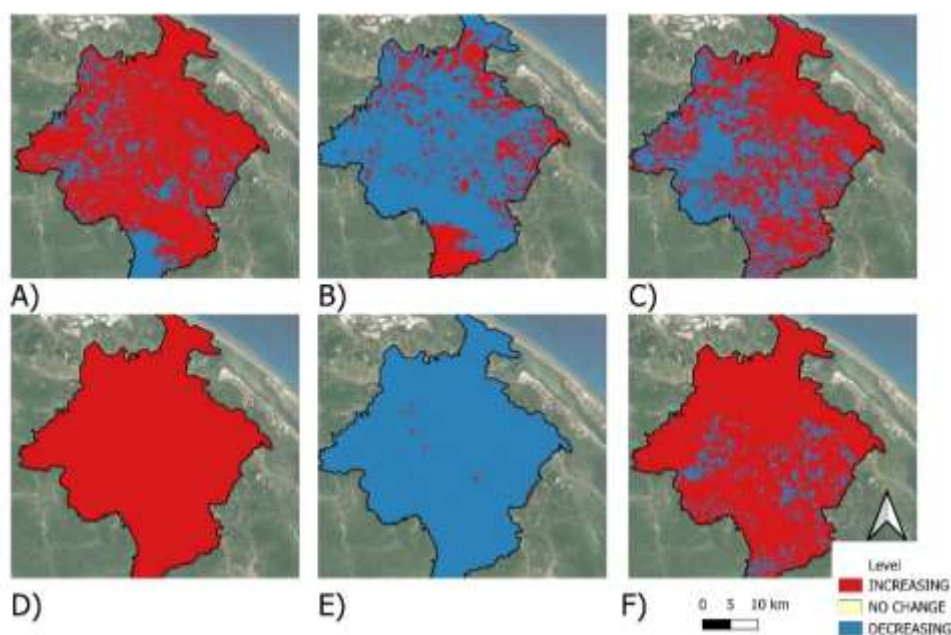 A)
B)
C)
D)
E)
F)
0 5 10 km
Level
INCREASING
NO CHANGE
DECREASING